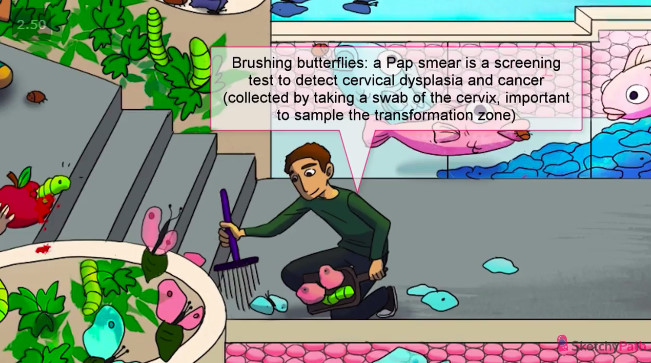 2.50
Brushing butterflies: a Pap smear is a screening
test to detect cervical dysplasia and cancer
(collected by taking a swab of the cervix, important
to sample the transformation zone)
SketchyPath